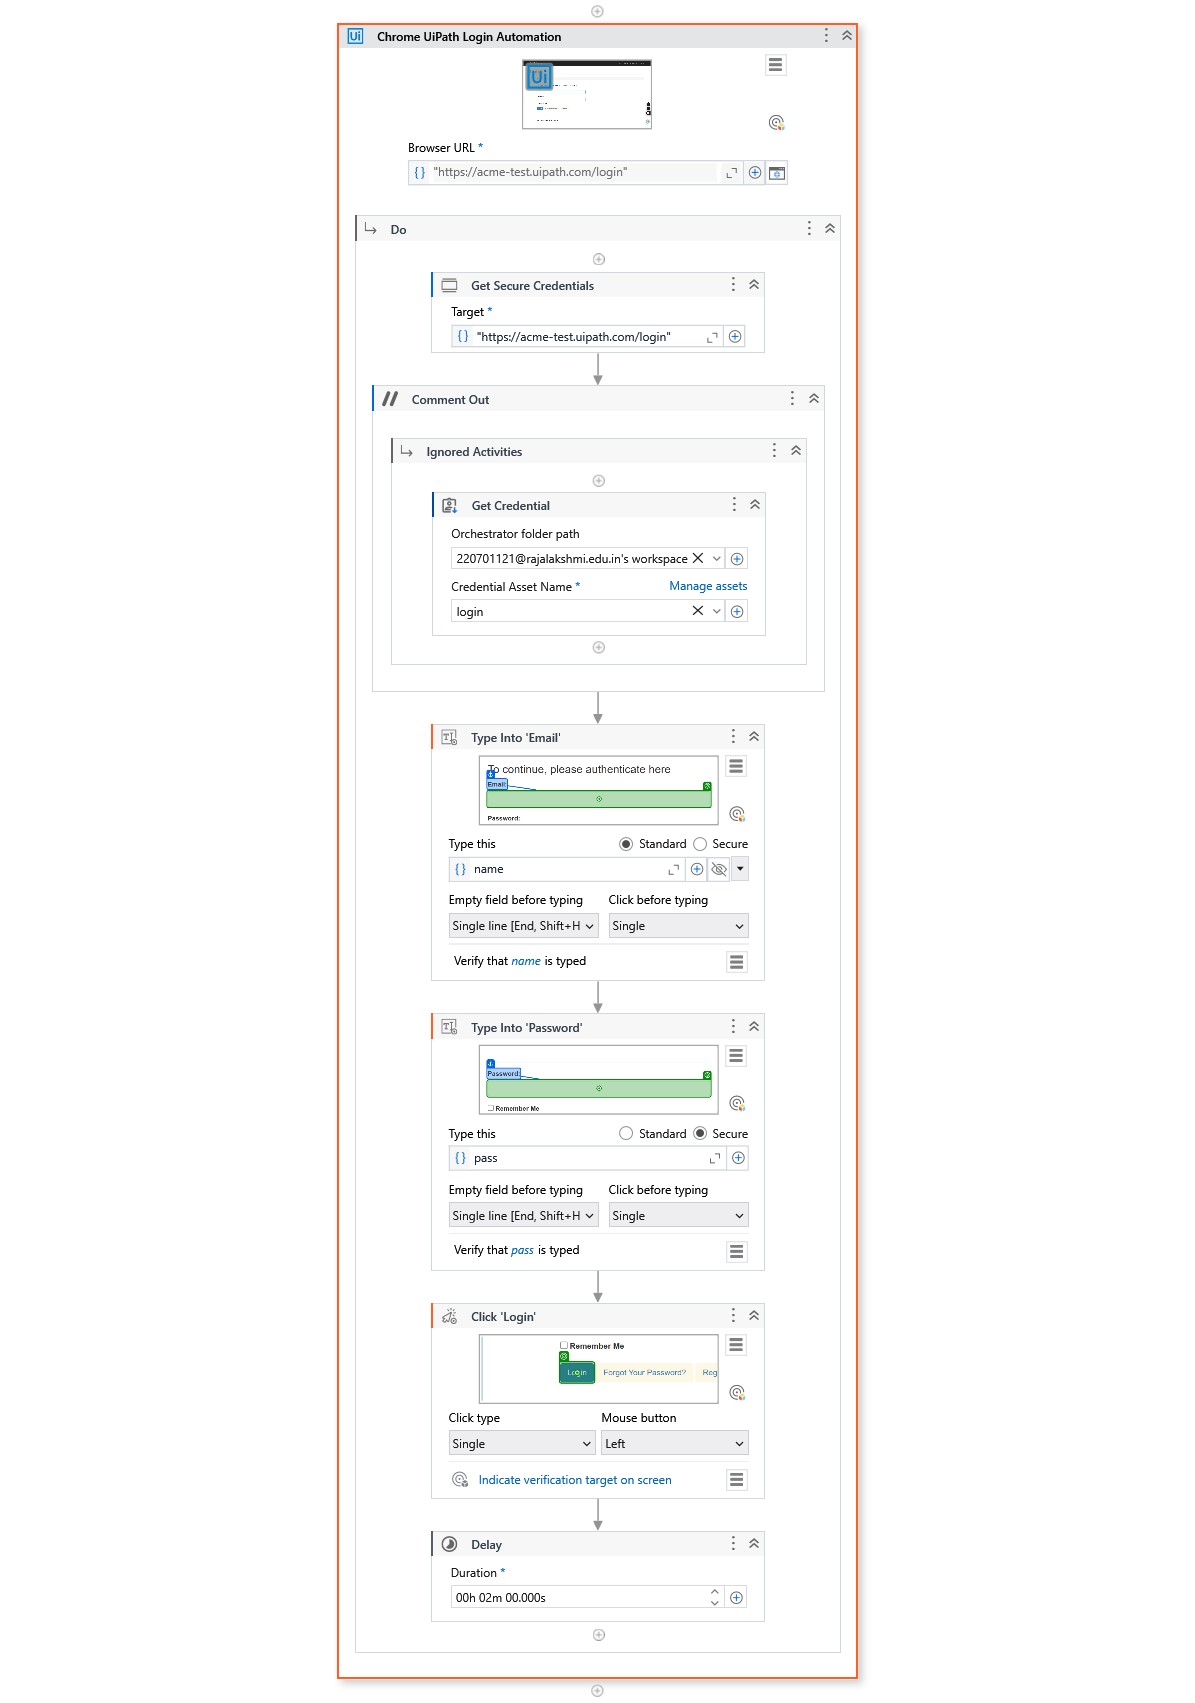 Ui Chrome UiPath Login Automation
Ui
Browser URL *
{ } "https://acme-test.uipath.com/login"
Do
Get Secure Credentials
Target *
{ } "https://acme-test.uipath.com/login"
// Comment Out
Ignored Activities
Get Credential
Orchestrator folder path
220701121@rajalakshmi.edu.in's workspace
Credential Asset Name * Manage assets
login
Type Into 'Email'
To continue, please authenticate here
Email:
Password:
Type this Standard Secure
{ } name
Empty field before typing Click before typing
Single line [End, Shift+H Single
Verify that name is typed
Type Into 'Password'
Password:
Remember Me
Type this Standard Secure
{ } pass
Empty field before typing Click before typing
Single line [End, Shift+H Single
Verify that pass is typed
Click 'Login'
Remember Me
Login Forgot Your Password? Reg
Click type Mouse button
Single Left
Indicate verification target on screen
Delay
Duration *
00h 02m 00.000s